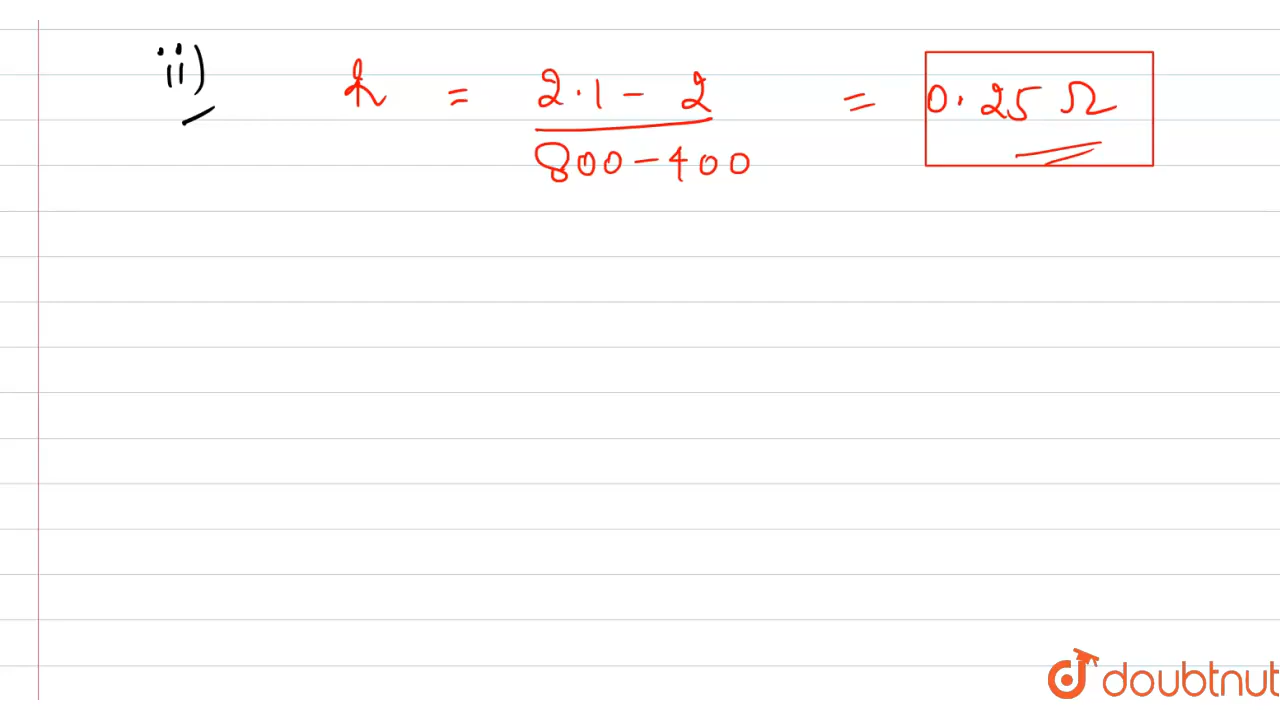 ii) r = 2.1 - 2 / 800 - 400 = 0.25 Ω
doubtnut